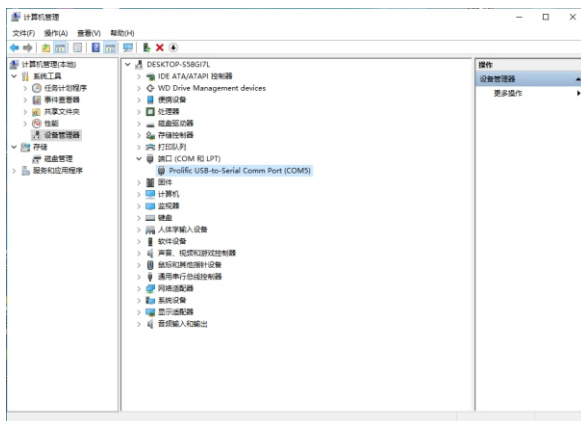 计算机管理
文件(F) 操作(A) 查看(V) 帮助(H)
计算机管理(本地)
系统工具
任务计划程序
事件查看器
共享文件夹
性能
设备管理器
存储
磁盘管理
服务和应用程序
DESKTOP-S58GI7L
IDE ATA/ATAPI 控制器
WD Drive Management devices
便携设备
处理器
磁盘驱动器
存储控制器
打印队列
端口 (COM 和 LPT)
Prolific USB-to-Serial Comm Port (COM5)
固件
计算机
监视器
键盘
人体学输入设备
软件设备
声音、视频和游戏控制器
鼠标和其他指针设备
通用串行总线控制器
网络适配器
系统设备
显示适配器
音频输入和输出
操作
设备管理器
更多操作